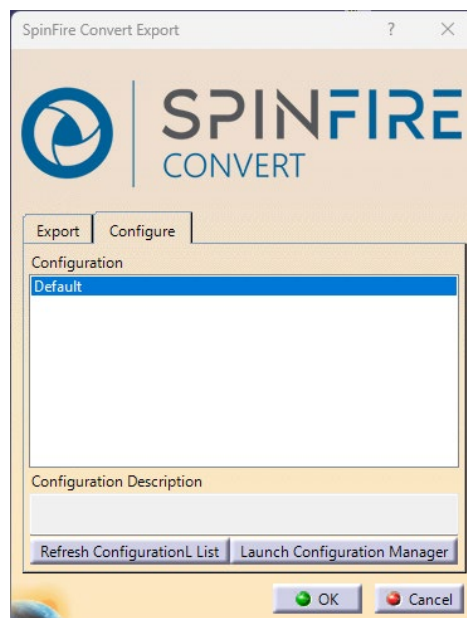 SpinFire Convert Export ? ×
SPINFIRE
CONVERT
Export Configure
Configuration
Default
Configuration Description
Refresh ConfigurationL List Launch Configuration Manager
OK Cancel